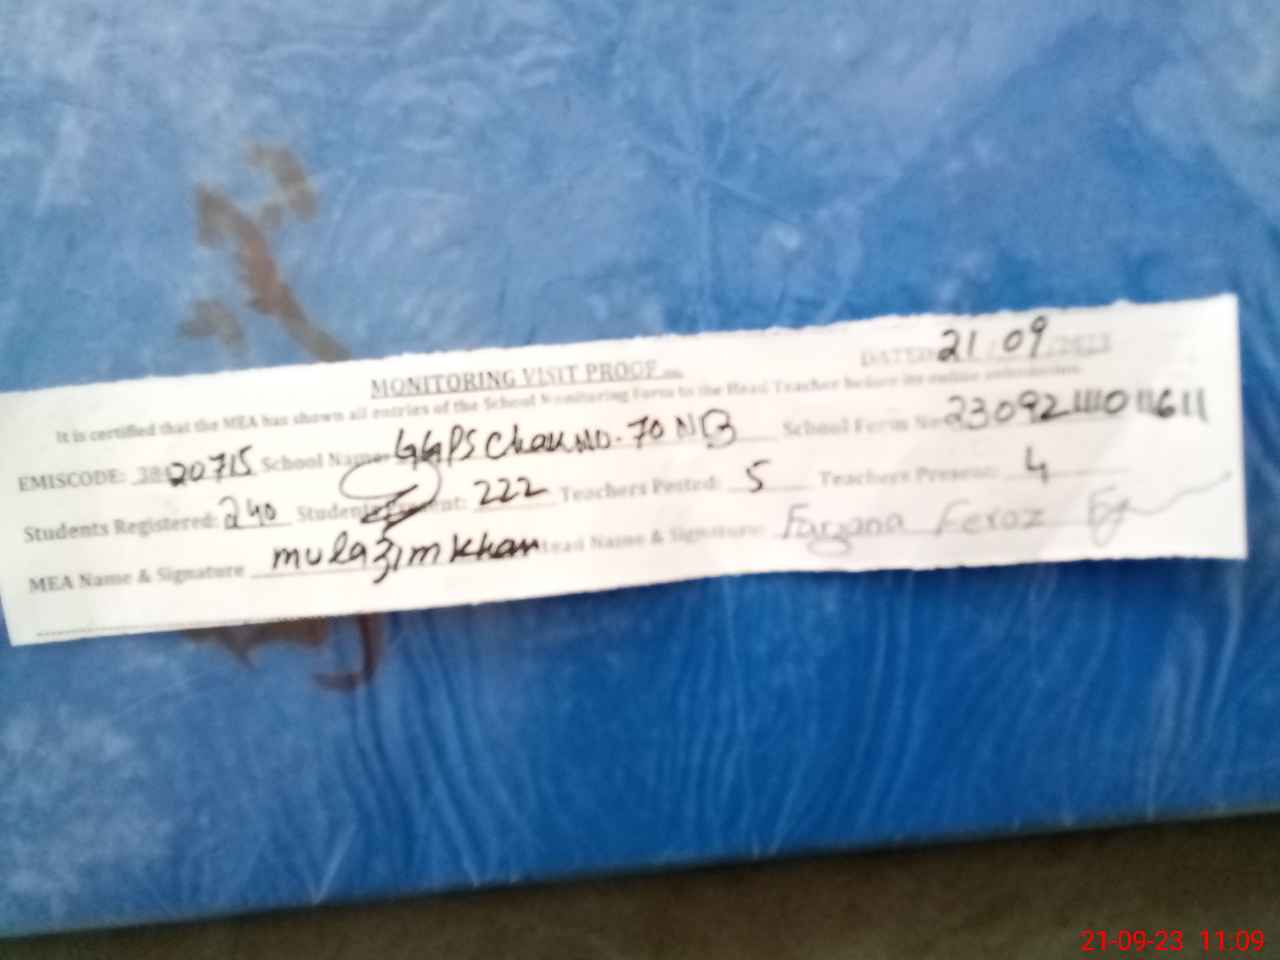 MONITORING VISIT PROOF
DATED 21/09/2023
It is certified that the MEA has shown all entries of the School Monitoring Form to the Head Teacher before its online submission.
EMISCODE: 38420715 School Name: GGPS Chak NO. 70 NB School Form No
Students Registered: 240 Students Present: 222 Teachers Posted: 5 Teachers Present: 4
MEA Name & Signature mulazim khan Head Name & Signature: Farzana Feroz
21-09-23 11:09